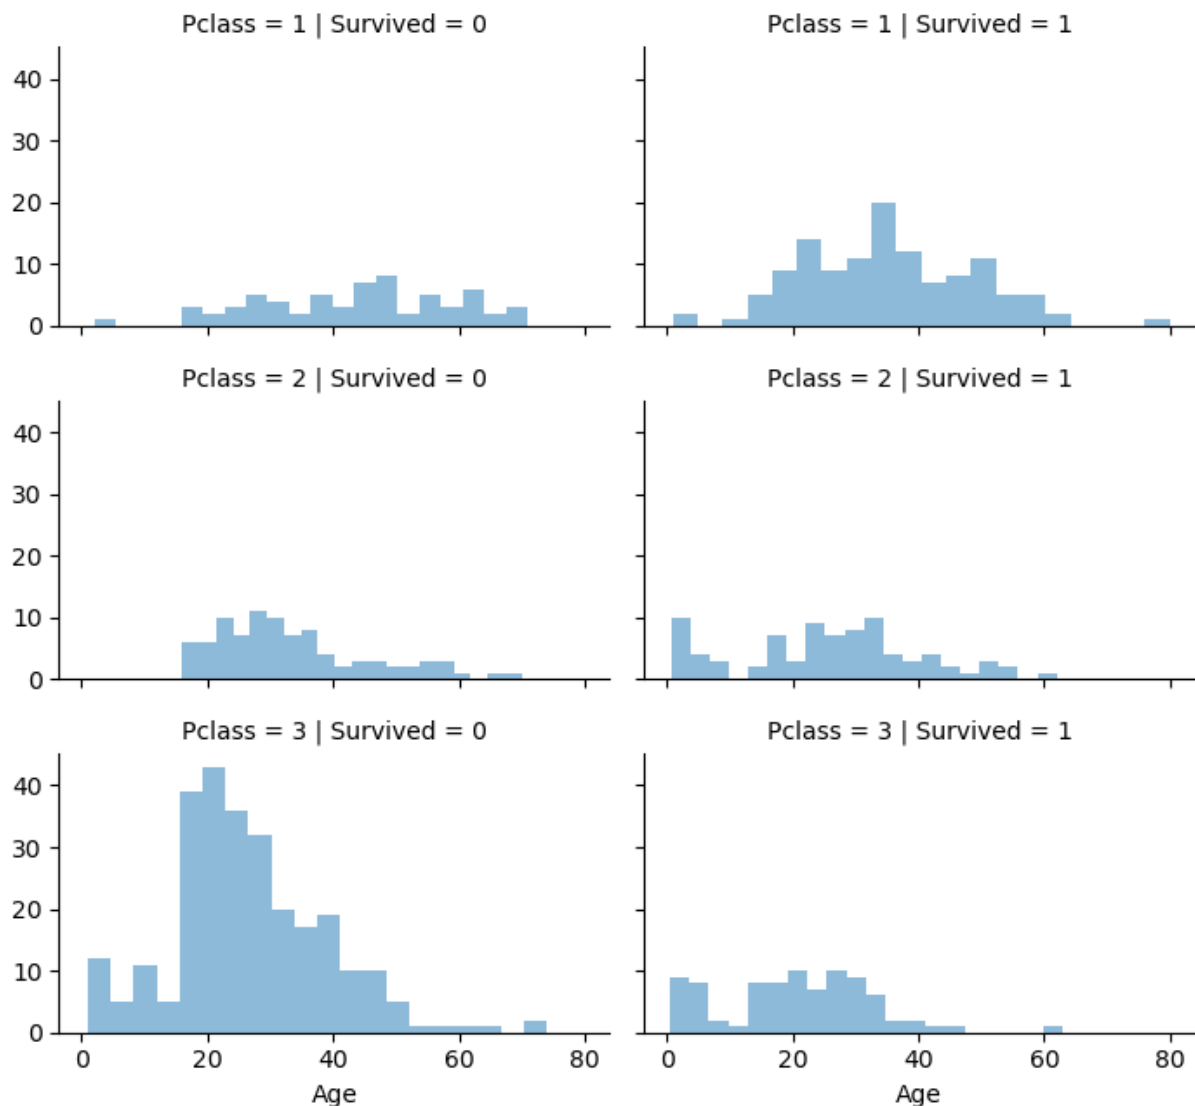 Pclass = 1 | Survived = 0
Pclass = 1 | Survived = 1
40
30
20
10
0
Pclass = 2 | Survived = 0
Pclass = 2 | Survived = 1
40
30
20
10
0
Pclass = 3 | Survived = 0
Pclass = 3 | Survived = 1
40
30
20
10
0
0 20 40 60 80
0 20 40 60 80
Age
Age